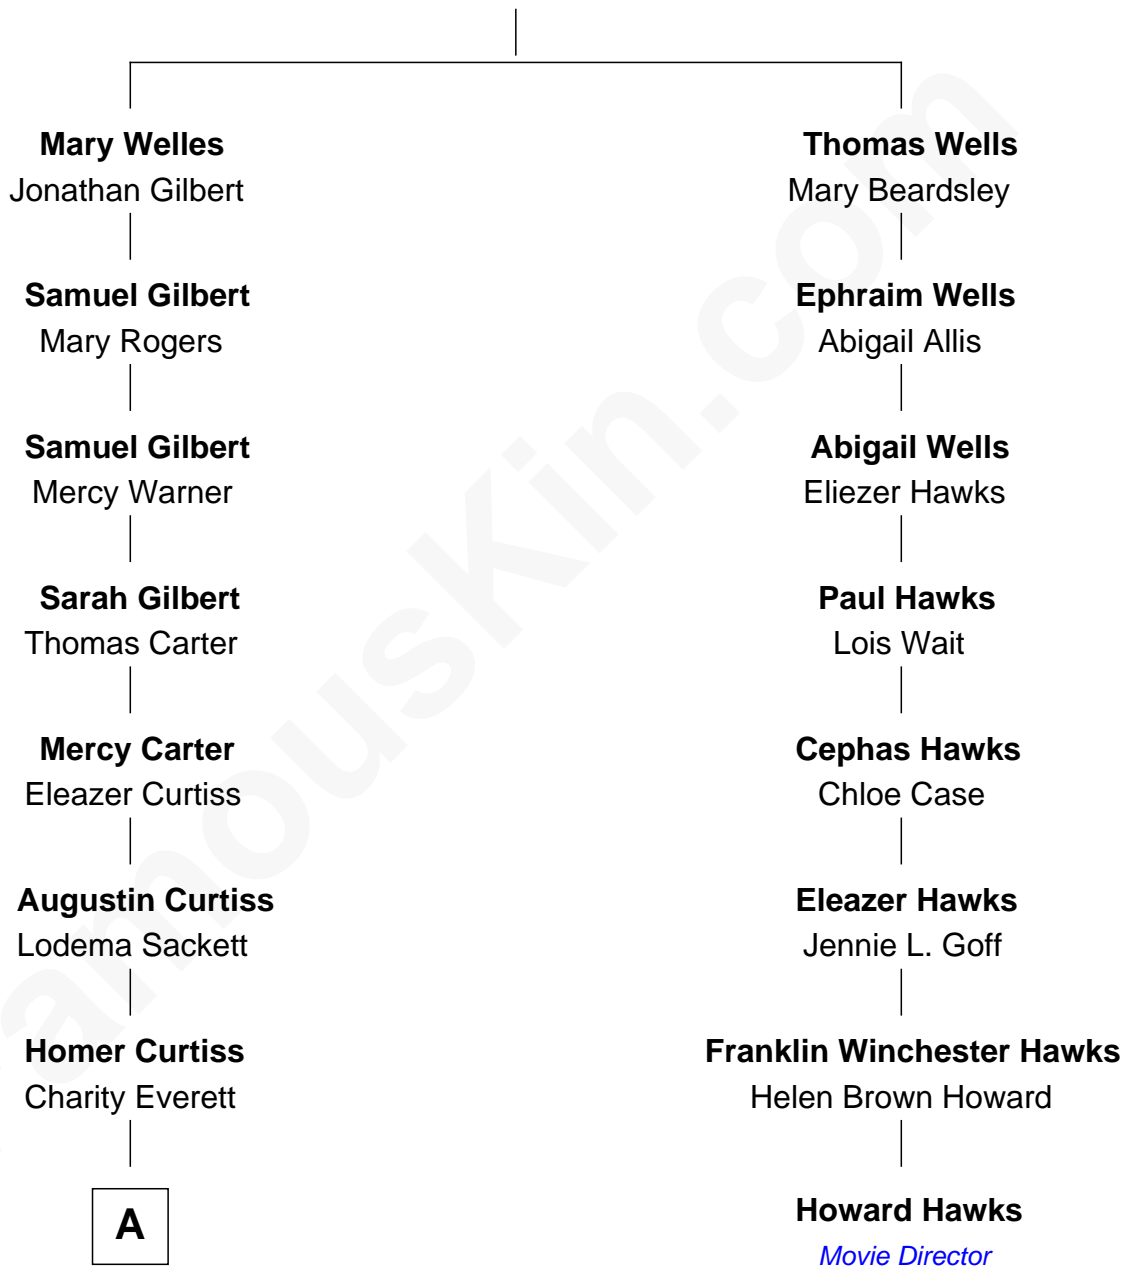 Mary Welles
Jonathan Gilbert
Samuel Gilbert
Mary Rogers
Samuel Gilbert
Mercy Warner
Sarah Gilbert
Thomas Carter
Mercy Carter
Eleazer Curtiss
Augustin Curtiss
Lodema Sackett
Homer Curtiss
Charity Everett
A
Thomas Wells
Mary Beardsley
Ephraim Wells
Abigail Allis
Abigail Wells
Eliezer Hawks
Paul Hawks
Lois Wait
Cephas Hawks
Chloe Case
Eleazer Hawks
Jennie L. Goff
Franklin Winchester Hawks
Helen Brown Howard
Howard Hawks
Movie Director
amousKin.com